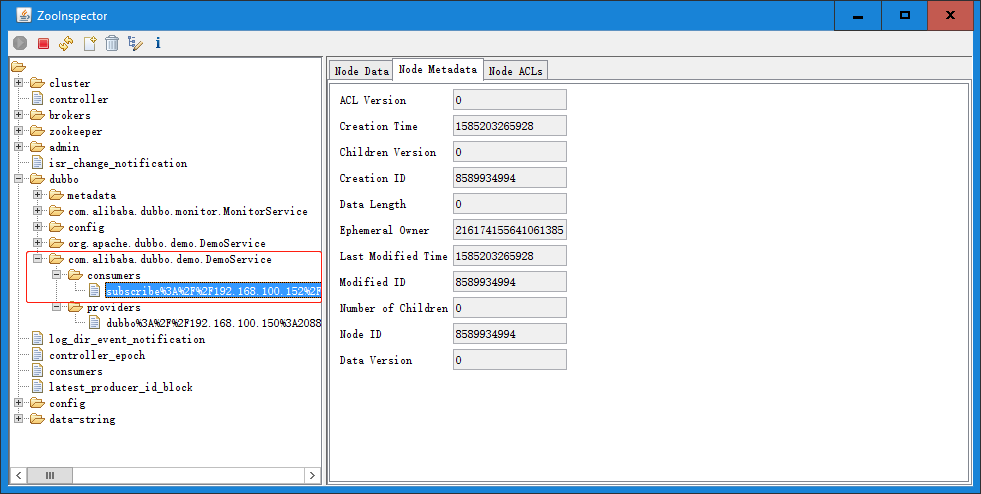 ZooInspector
cluster
controller
brokers
zookeeper
admin
isr_change_notification
dubbo
metadata
com.alibaba.dubbo.monitor.MonitorService
config
org.apache.dubbo.demo.DemoService
com.alibaba.dubbo.demo.DemoService
consumers
subscribe%3A%2F%2F192.168.100.152%2F
providers
dubbo%3A%2F%2F192.168.100.150%3A2088
log_dir_event_notification
controller_epoch
consumers
latest_producer_id_block
config
data-string
Node Data Node Metadata Node ACLs
ACL Version 0
Creation Time 1585203265928
Children Version 0
Creation ID 8589934994
Data Length 0
Ephemeral Owner 216174155641061385
Last Modified Time 1585203265928
Modified ID 8589934994
Number of Children 0
Node ID 8589934994
Data Version 0